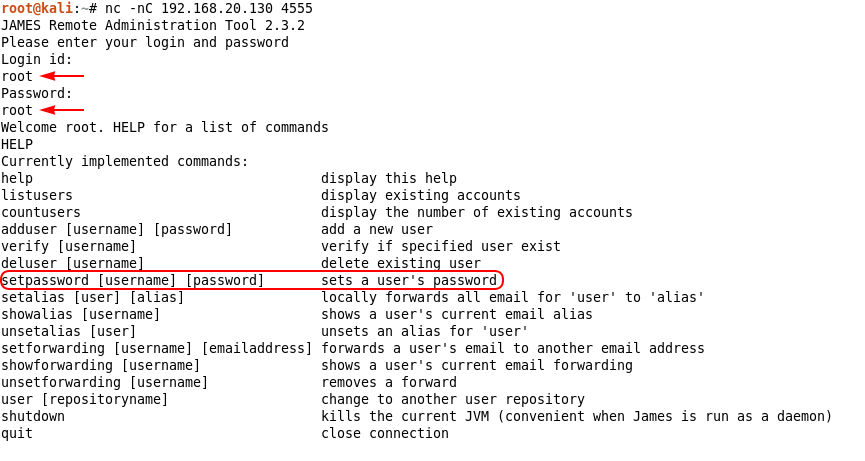 root@kali:~# nc -nC 192.168.20.130 4555
JAMES Remote Administration Tool 2.3.2
Please enter your login and password
Login id:
root
Password:
root
Welcome root. HELP for a list of commands
HELP
Currently implemented commands:
help display this help
listusers display existing accounts
countusers display the number of existing accounts
adduser [username] [password] add a new user
verify [username] verify if specified user exist
deluser [username] delete existing user
setpassword [username] [password] sets a user's password
setalias [user] [alias] locally forwards all email for 'user' to 'alias'
showalias [username] shows a user's current email alias
unsetalias [user] unsets an alias for 'user'
setforwarding [username] [emailaddress] forwards a user's email to another email address
showforwarding [username] shows a user's current email forwarding
unsetforwarding [username] removes a forward
user [repositoryname] change to another user repository
shutdown kills the current JVM (convenient when James is run as a daemon)
quit close connection